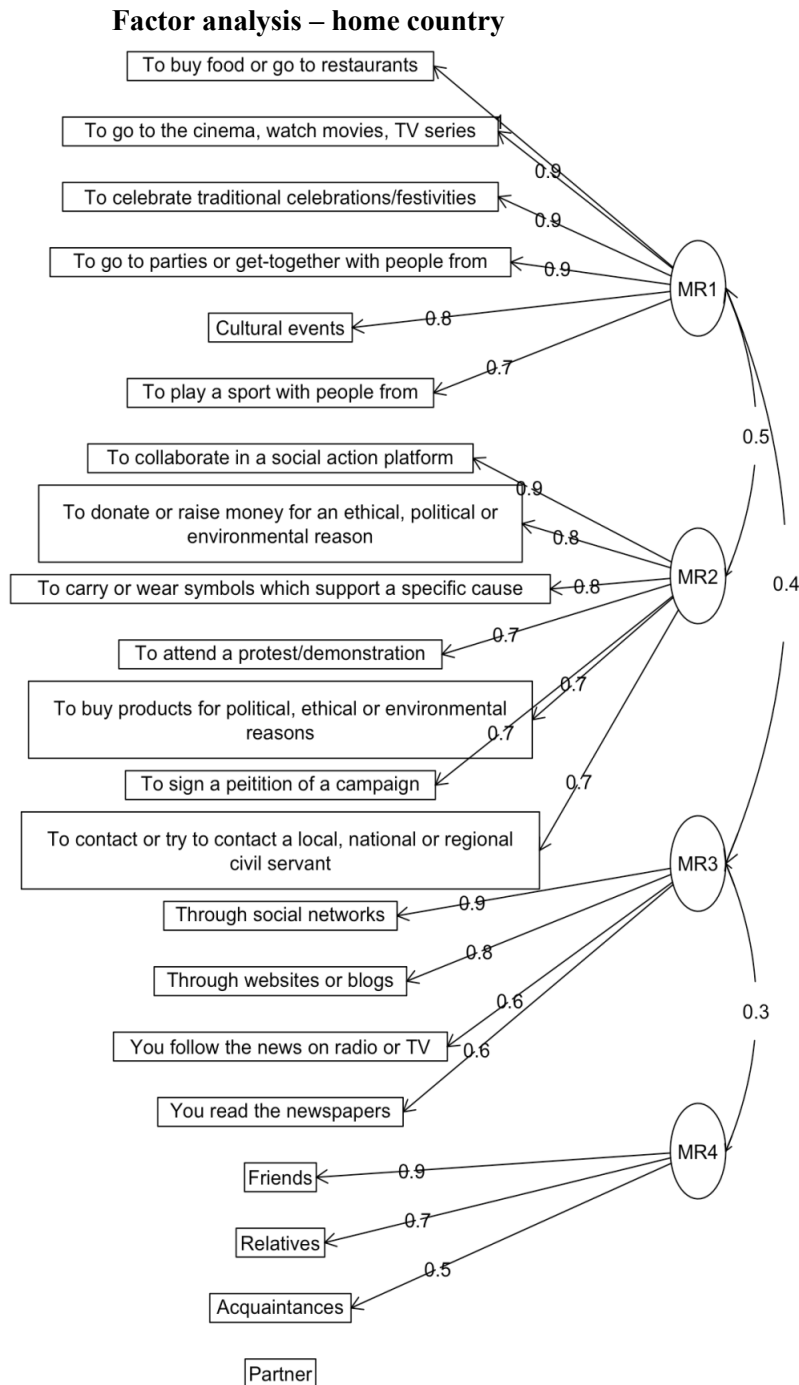 Factor analysis – home country
To buy food or go to restaurants
1
To go to the cinema, watch movies, TV series
0.9
To celebrate traditional celebrations/festivities
0.9
To go to parties or get-together with people from
0.9
MR1
Cultural events
0.8
To play a sport with people from
0.7
0.5
To collaborate in a social action platform
0.9
To donate or raise money for an ethical, political or
environmental reason
0.8
MR2
To carry or wear symbols which support a specific cause
0.8
0.4
To attend a protest/demonstration
0.7
To buy products for political, ethical or environmental
reasons
0.7
0.7
To sign a peitition of a campaign
0.7
To contact or try to contact a local, national or regional
civil servant
MR3
Through social networks
0.9
Through websites or blogs
0.8
0.3
You follow the news on radio or TV
0.6
0.6
You read the newspapers
MR4
Friends
0.9
Relatives
0.7
Acquaintances
0.5
Partner